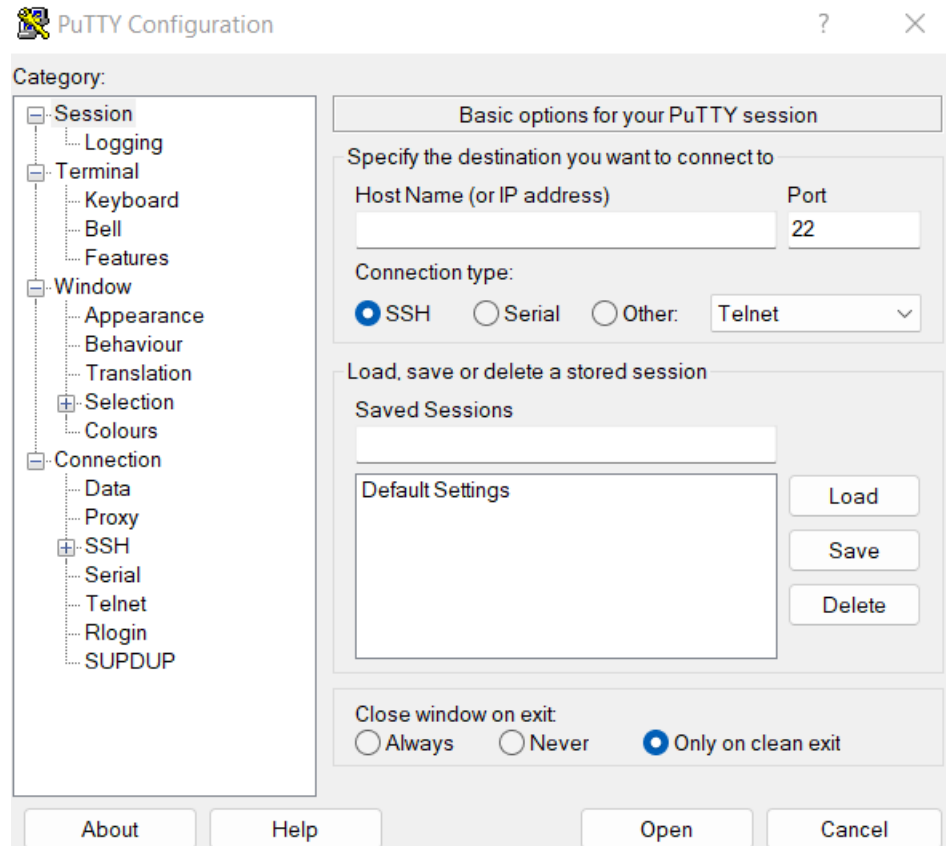 PuTTY Configuration
?
Category:
Session
Logging
Terminal
Keyboard
Bell
Features
Window
Appearance
Behaviour
Translation
Selection
Colours
Connection
Data
Proxy
SSH
Serial
Telnet
Rlogin
SUPDUP
Basic options for your PuTTY session
Specify the destination you want to connect to
Host Name (or IP address) Port
22
Connection type:
SSH Serial Other: Telnet
Load, save or delete a stored session
Saved Sessions
Default Settings
Load
Save
Delete
Close window on exit:
Always Never Only on clean exit
About Help Open Cancel